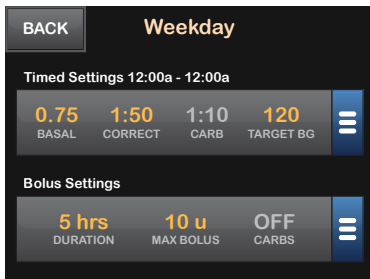 BACK
Weekday
Timed Settings 12:00a - 12:00a
0.75 1:50 1:10 120
BASAL CORRECT CARB TARGET BG
Bolus Settings
5 hrs 10 u OFF
DURATION MAX BOLUS CARBS